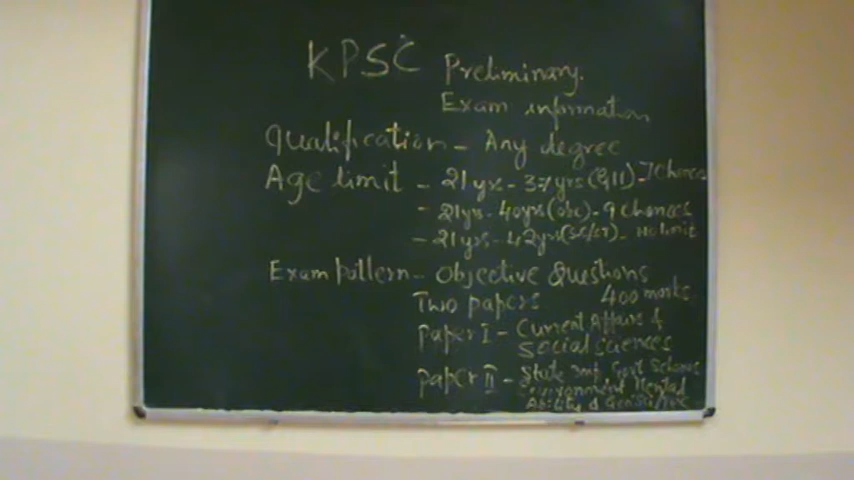 KPSC Preliminary.
Exam information
Qualification - Any degree
Age limit - 21 yrs - 37 yrs (GM) - 7 Chances
- 21 yrs - 40 yrs (obc) - 9 Chances
- 21 yrs - 42 yrs (SC/ST) - No limit
Exam pattern - Objective Questions
Two papers 400 marks
paper I - Current Affairs &
Social sciences
paper II - State Govt Schemes
Environment Mental
Ability &